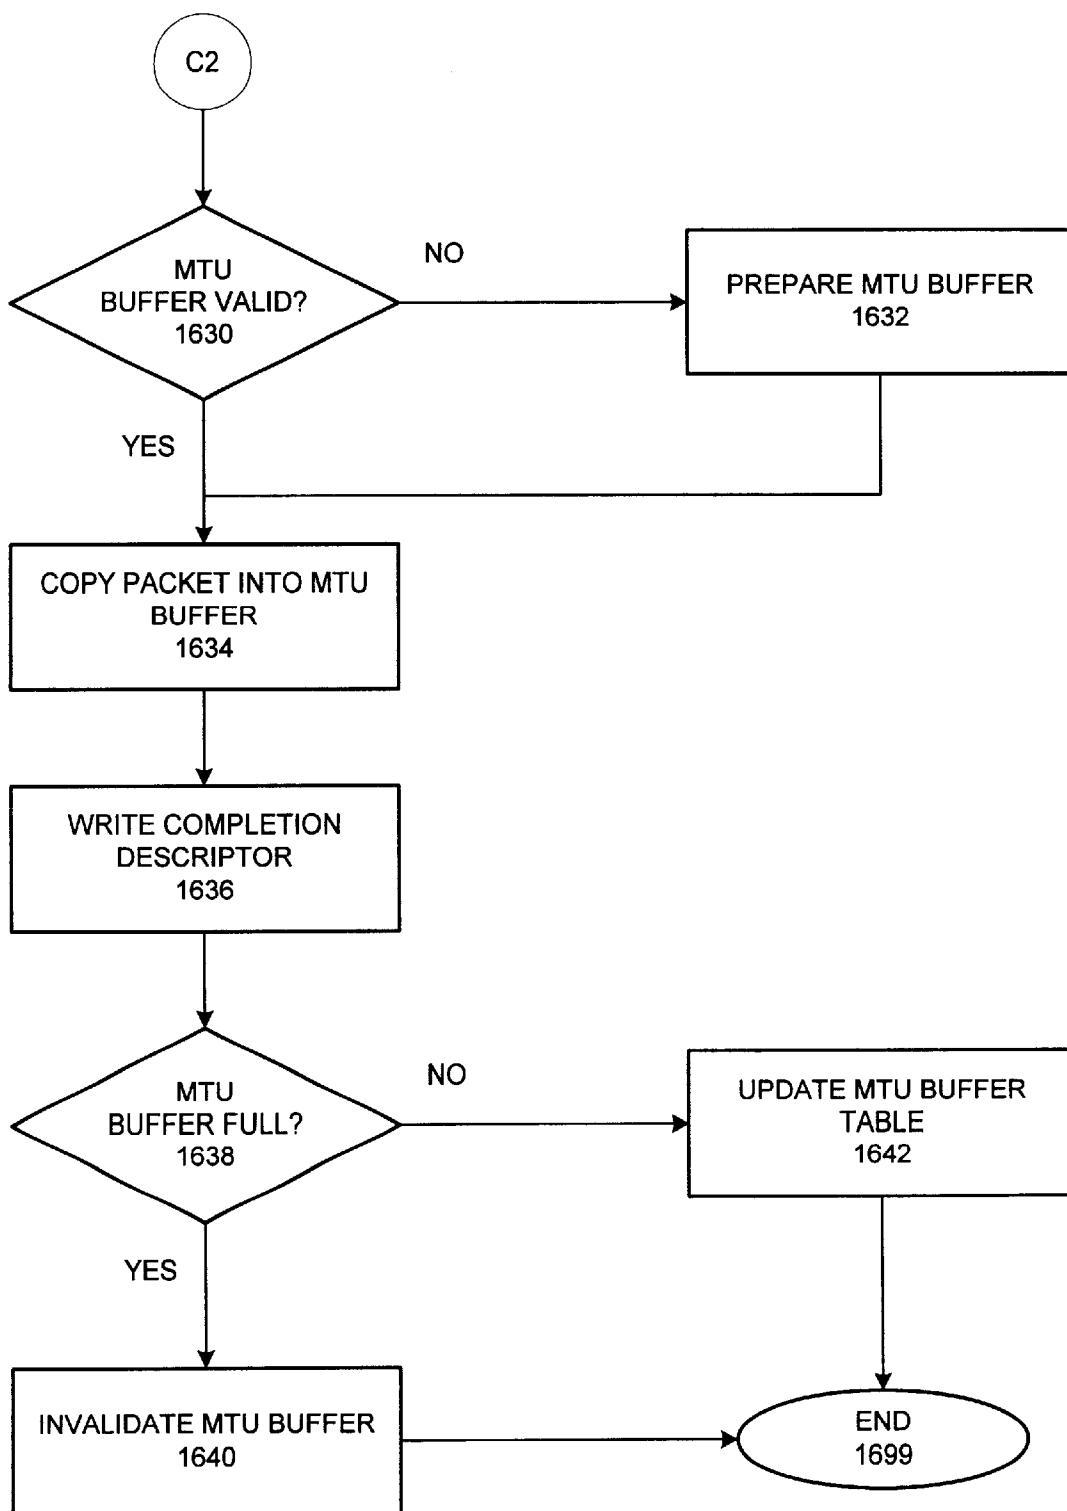 C2
MTU
BUFFER VALID?
1630
NO
PREPARE MTU BUFFER
1632
YES
COPY PACKET INTO MTU
BUFFER
1634
WRITE COMPLETION
DESCRIPTOR
1636
MTU
BUFFER FULL?
1638
NO
UPDATE MTU BUFFER
TABLE
1642
YES
INVALIDATE MTU BUFFER
1640
END
1699